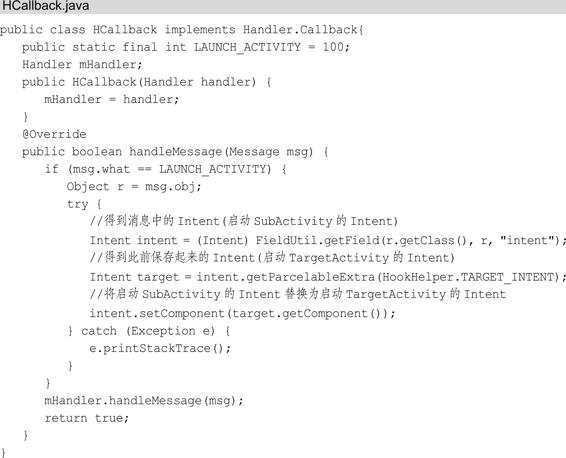 HCallback.java
public class HCallback implements Handler.Callback{
    public static final int LAUNCH_ACTIVITY = 100;
    Handler mHandler;
    public HCallback(Handler handler) {
        mHandler = handler;
    }
    @Override
    public boolean handleMessage(Message msg) {
        if (msg.what == LAUNCH_ACTIVITY) {
            Object r = msg.obj;
            try {
                //得到消息中的Intent(启动SubActivity的Intent)
                Intent intent = (Intent) FieldUtil.getField(r.getClass(), r, "intent");
                //得到此前保存起来的Intent(启动TargetActivity的Intent)
                Intent target = intent.getParcelableExtra(HookHelper.TARGET_INTENT);
                //将启动SubActivity的Intent替换为启动TargetActivity的Intent
                intent.setComponent(target.getComponent());
            } catch (Exception e) {
                e.printStackTrace();
            }
        }
        mHandler.handleMessage(msg);
        return true;
    }
}